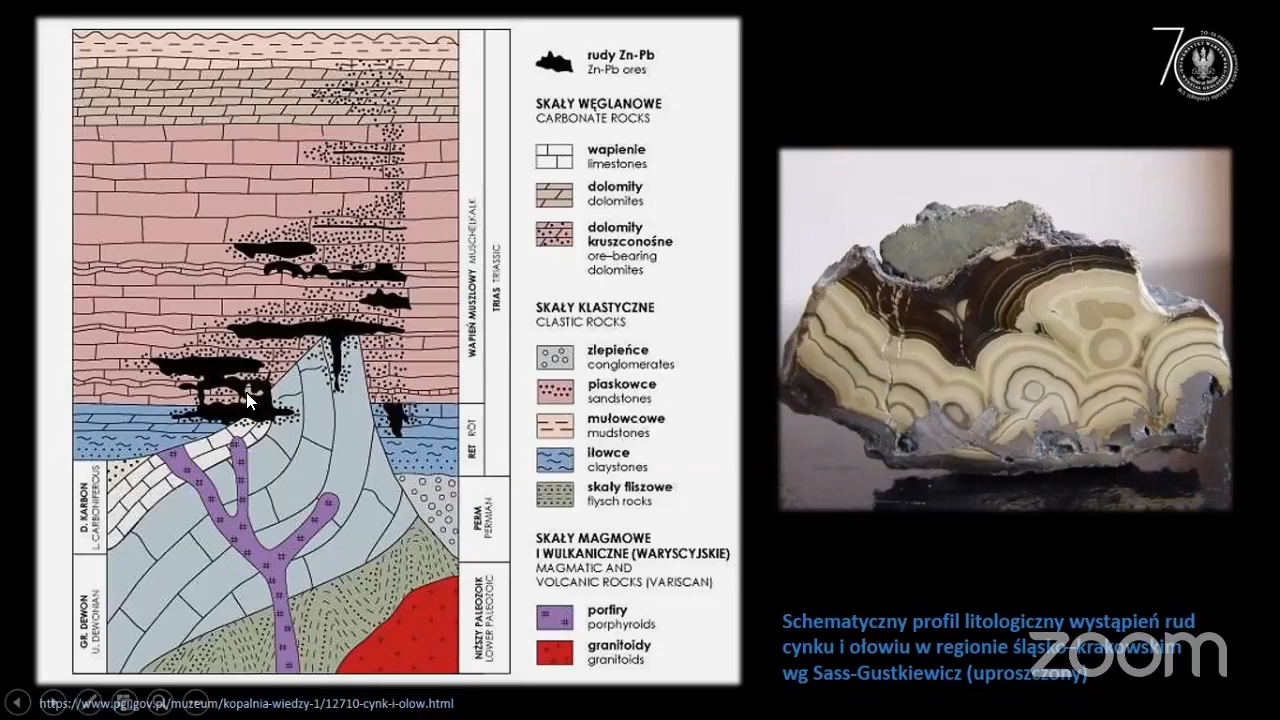 rudy Zn-Pb
Zn-Pb ores
SKAŁY WĘGLANOWE
CARBONATE ROCKS
wapienie
limestones
dolomity
dolomites
dolomity
kruszconośne
ore-bearing
dolomites
SKAŁY KLASTYCZNE
CLASTIC ROCKS
zlepieńce
conglomerates
piaskowce
sandstones
mułowcowe
mudstones
iłowce
claystones
skały fliszowe
flysch rocks
SKAŁY MAGMOWE
I WULKANICZNE (WARYSCYJSKIE)
MAGMATIC AND
VOLCANIC ROCKS (VARISCAN)
porfiry
porphyroids
granitoidy
granitoids
WAPIEŃ MUSZLOWY MUSCHELKALK
TRIAS TRIASSIC
RET RÖT
D. KARBON
L. CARBONIFEROUS
PERM
PERMIAN
GR. DEWON
U. DEWONIAN
NIŻSZY PALEOZOIK
LOWER PALEOZOIC
70
Schematyczny profil litologiczny wystąpień rud
cynku i ołowiu w regionie śląsko-krakowskim
wg Sass-Gustkiewicz (uproszczony)
zoom
https://www.pgi.gov.pl/muzeum/kopalnia-wiedzy-1/12710-cynk-i-olow.html